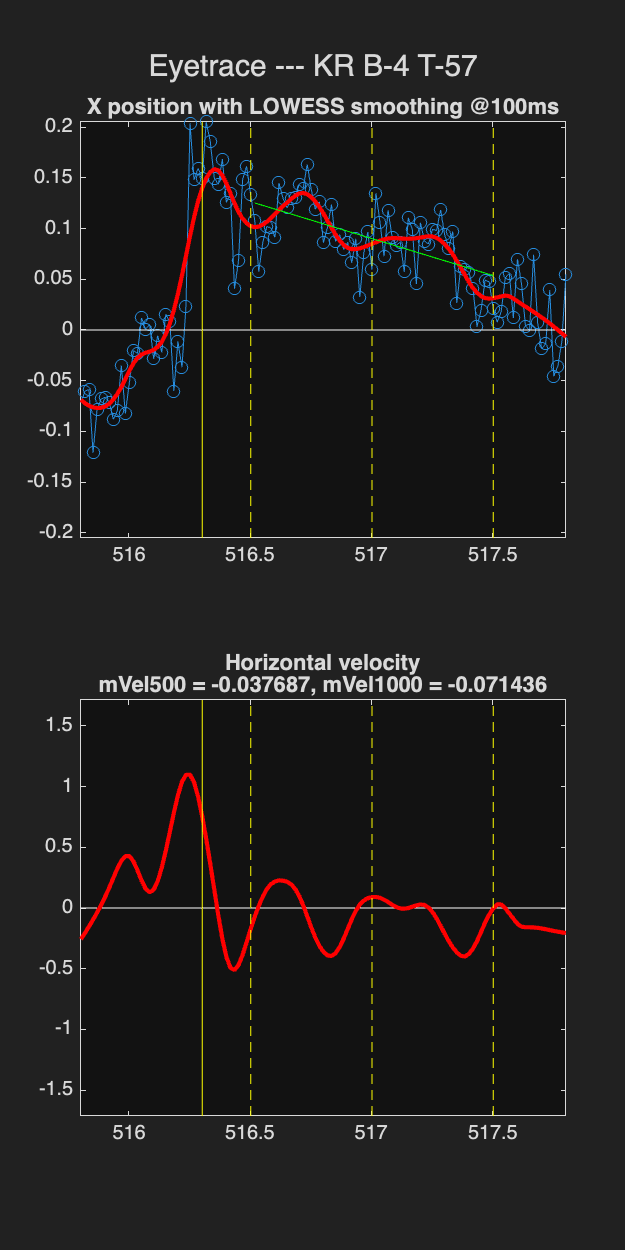 Eyetrace --- KR B-4 T-57
X position with LOWESS smoothing @100ms
0.2
0.15
0.1
0.05
0
-0.05
-0.1
-0.15
-0.2
516 516.5 517 517.5
Horizontal velocity
mVel500 = -0.037687, mVel1000 = -0.071436
1.5
1
0.5
0
-0.5
-1
-1.5
516 516.5 517 517.5